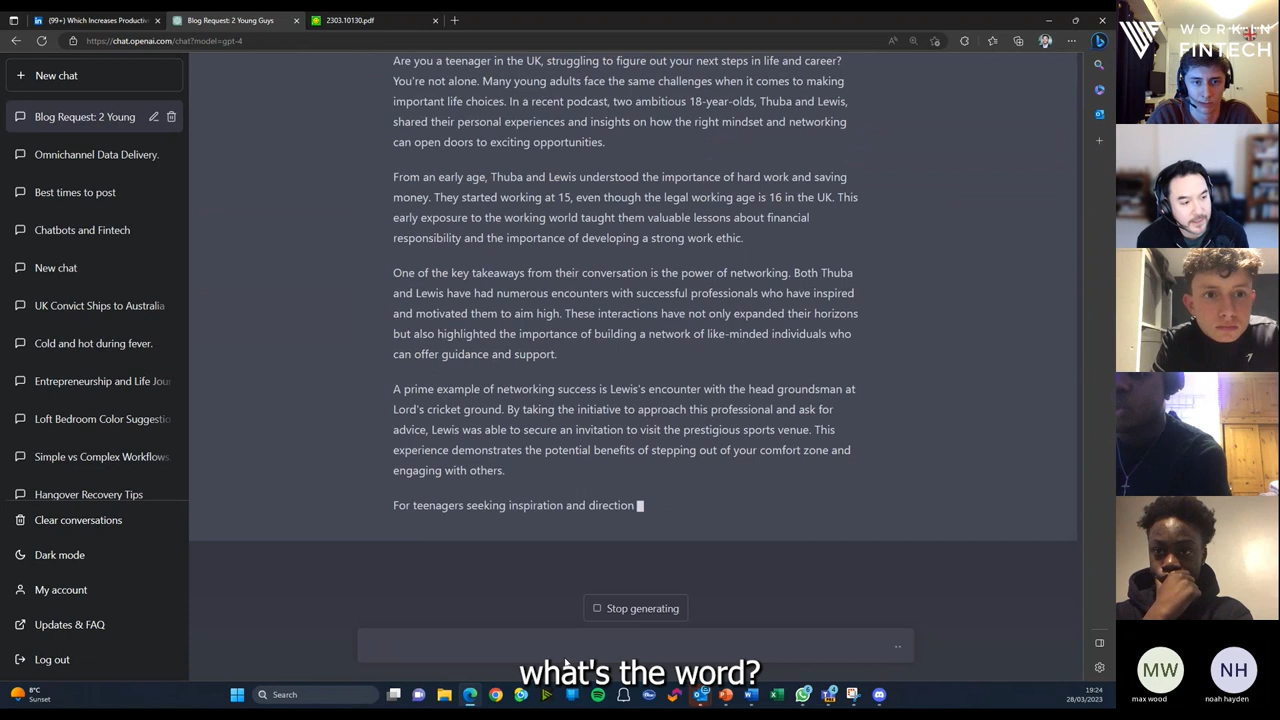 (99+) Which Increases Productiv
Blog Request: 2 Young Guys
2303.10130.pdf
https://chat.openai.com/chat?model=gpt-4
New chat
Blog Request: 2 Young
Omnichannel Data Delivery.
Best times to post
Chatbots and Fintech
New chat
UK Convict Ships to Australia
Cold and hot during fever.
Entrepreneurship and Life Jour
Loft Bedroom Color Suggestio
Simple vs Complex Workflows.
Hangover Recovery Tips
Clear conversations
Dark mode
My account
Updates & FAQ
Log out
Are you a teenager in the UK, struggling to figure out your next steps in life and career?
You're not alone. Many young adults face the same challenges when it comes to making
important life choices. In a recent podcast, two ambitious 18-year-olds, Thuba and Lewis,
shared their personal experiences and insights on how the right mindset and networking
can open doors to exciting opportunities.
From an early age, Thuba and Lewis understood the importance of hard work and saving
money. They started working at 15, even though the legal working age is 16 in the UK. This
early exposure to the working world taught them valuable lessons about financial
responsibility and the importance of developing a strong work ethic.
One of the key takeaways from their conversation is the power of networking. Both Thuba
and Lewis have had numerous encounters with successful professionals who have inspired
and motivated them to aim high. These interactions have not only expanded their horizons
but also highlighted the importance of building a network of like-minded individuals who
can offer guidance and support.
A prime example of networking success is Lewis's encounter with the head groundsman at
Lord's cricket ground. By taking the initiative to approach this professional and ask for
advice, Lewis was able to secure an invitation to visit the prestigious sports venue. This
experience demonstrates the potential benefits of stepping out of your comfort zone and
engaging with others.
For teenagers seeking inspiration and direction
Stop generating
what's the word?
WORK IN
FINTECH
MW
max wood
NH
noah hayden
8°C
Sunset
Search
19:24
28/03/2023